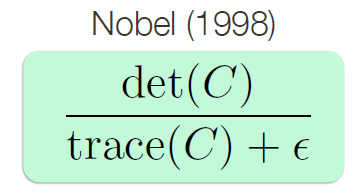 Nobel (1998)
det(C)
trace(C) + ϵ